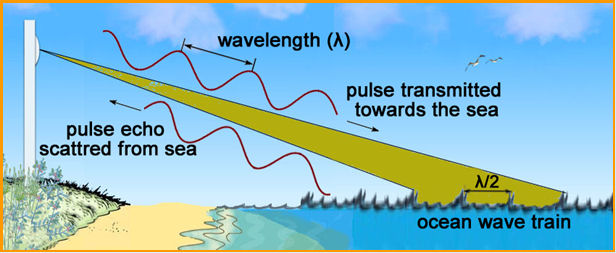 wavelength (λ)
pulse transmitted
towards the sea
pulse echo
scattred from sea
λ/2
ocean wave train